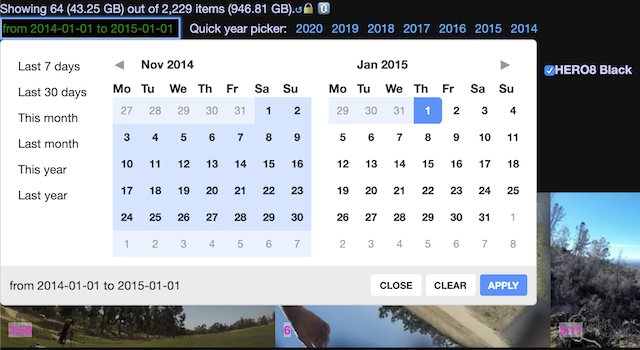 Showing 64 (43.25 GB) out of 2,229 items (946.81 GB).↺🔒 🔃
from 2014-01-01 to 2015-01-01 Quick year picker: 2020 2019 2018 2017 2016 2015 2014
HERO8 Black
Last 7 days
Last 30 days
This month
Last month
This year
Last year
◀ Nov 2014
Mo Tu We Th Fr Sa Su
27 28 29 30 31 1 2
3 4 5 6 7 8 9
10 11 12 13 14 15 16
17 18 19 20 21 22 23
24 25 26 27 28 29 30
1 2 3 4 5 6 7
Jan 2015 ▶
Mo Tu We Th Fr Sa Su
29 30 31 1 2 3 4
5 6 7 8 9 10 11
12 13 14 15 16 17 18
19 20 21 22 23 24 25
26 27 28 29 30 31 1
2 3 4 5 6 7 8
from 2014-01-01 to 2015-01-01 CLOSE CLEAR APPLY
6